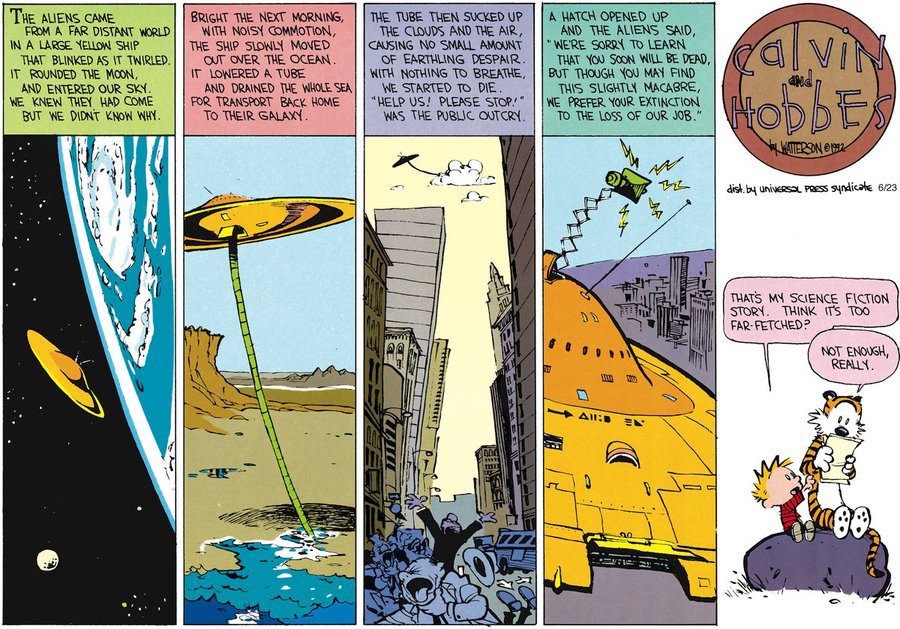 THE ALIENS CAME
FROM A FAR DISTANT WORLD
IN A LARGE YELLOW SHIP
THAT BLINKED AS IT TWIRLED.
IT ROUNDED THE MOON,
AND ENTERED OUR SKY.
WE KNEW THEY HAD COME
BUT WE DIDN'T KNOW WHY.
BRIGHT THE NEXT MORNING,
WITH NOISY COMMOTION,
THE SHIP SLOWLY MOVED
OUT OVER THE OCEAN.
IT LOWERED A TUBE
AND DRAINED THE WHOLE SEA
FOR TRANSPORT BACK HOME
TO THEIR GALAXY.
THE TUBE THEN SUCKED UP
THE CLOUDS AND THE AIR,
CAUSING NO SMALL AMOUNT
OF EARTHLING DESPAIR.
WITH NOTHING TO BREATHE,
WE STARTED TO DIE.
"HELP US! PLEASE STOP!"
WAS THE PUBLIC OUTCRY.
A HATCH OPENED UP
AND THE ALIENS SAID,
"WE'RE SORRY TO LEARN
THAT YOU SOON WILL BE DEAD,
BUT THOUGH YOU MAY FIND
THIS SLIGHTLY MACABRE,
WE PREFER YOUR EXTINCTION
TO THE LOSS OF OUR JOB."
CalviN
aNd
HobbEs
by WATTERSON © 1992
dist. by UNiversal PRESS syNdicate 6/23
THAT'S MY SCIENCE FICTION
STORY. THINK IT'S TOO
FAR-FETCHED?
NOT ENOUGH,
REALLY.